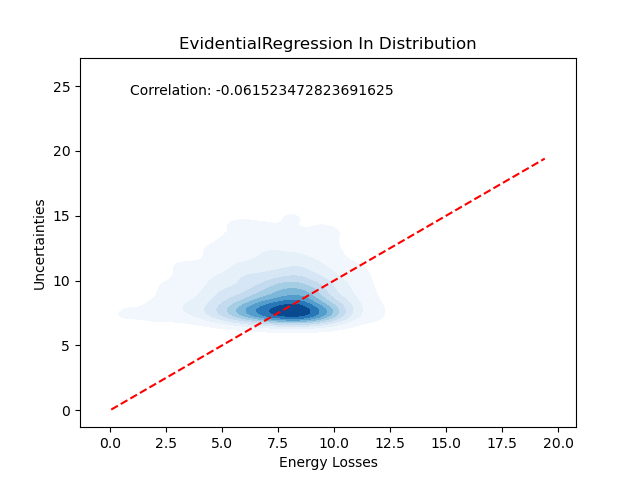 EvidentialRegression In Distribution
Correlation: -0.061523472823691625
Uncertainties
25
20
15
10
5
0
0.0 2.5 5.0 7.5 10.0 12.5 15.0 17.5 20.0
Energy Losses